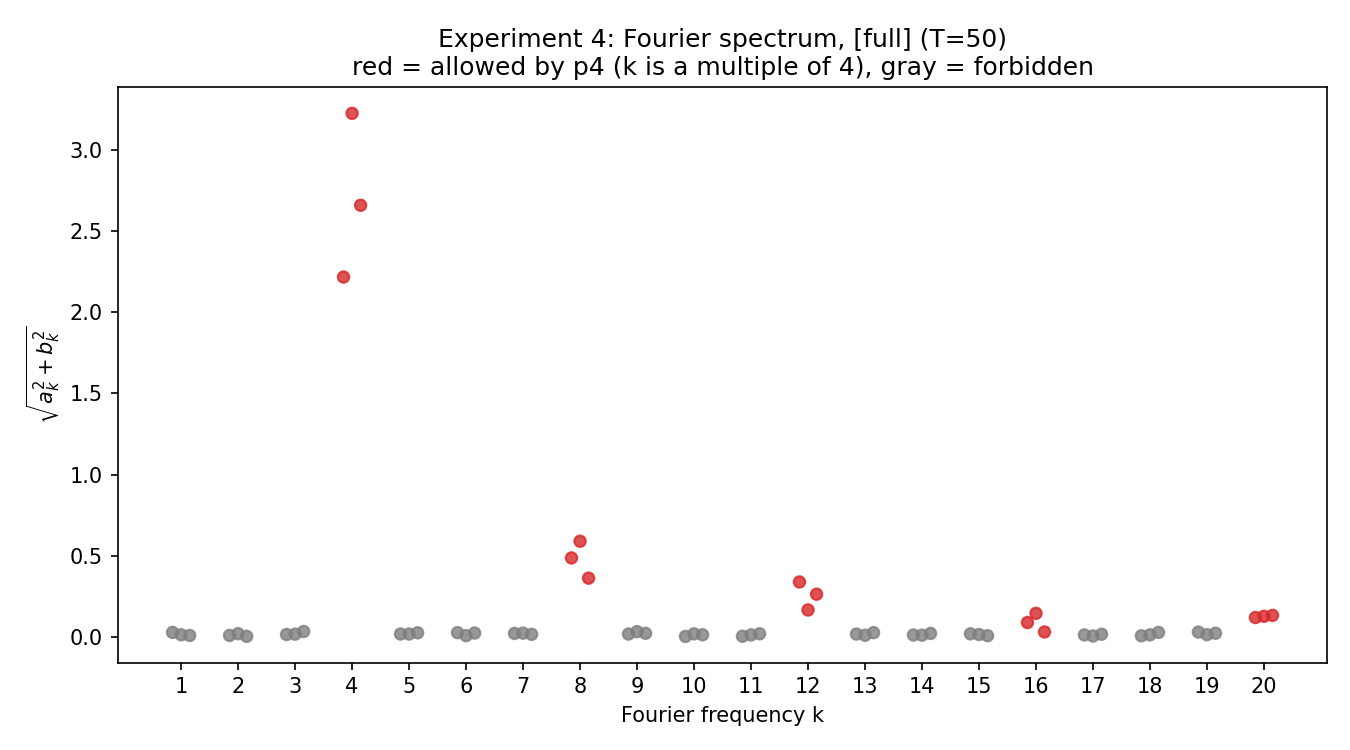 Experiment 4: Fourier spectrum, [full] (T=50)
red = allowed by p4 (k is a multiple of 4), gray = forbidden
3.0
2.5
2.0
1.5
1.0
0.5
0.0
√(a_k^2 + b_k^2)
1 2 3 4 5 6 7 8 9 10 11 12 13 14 15 16 17 18 19 20
Fourier frequency k